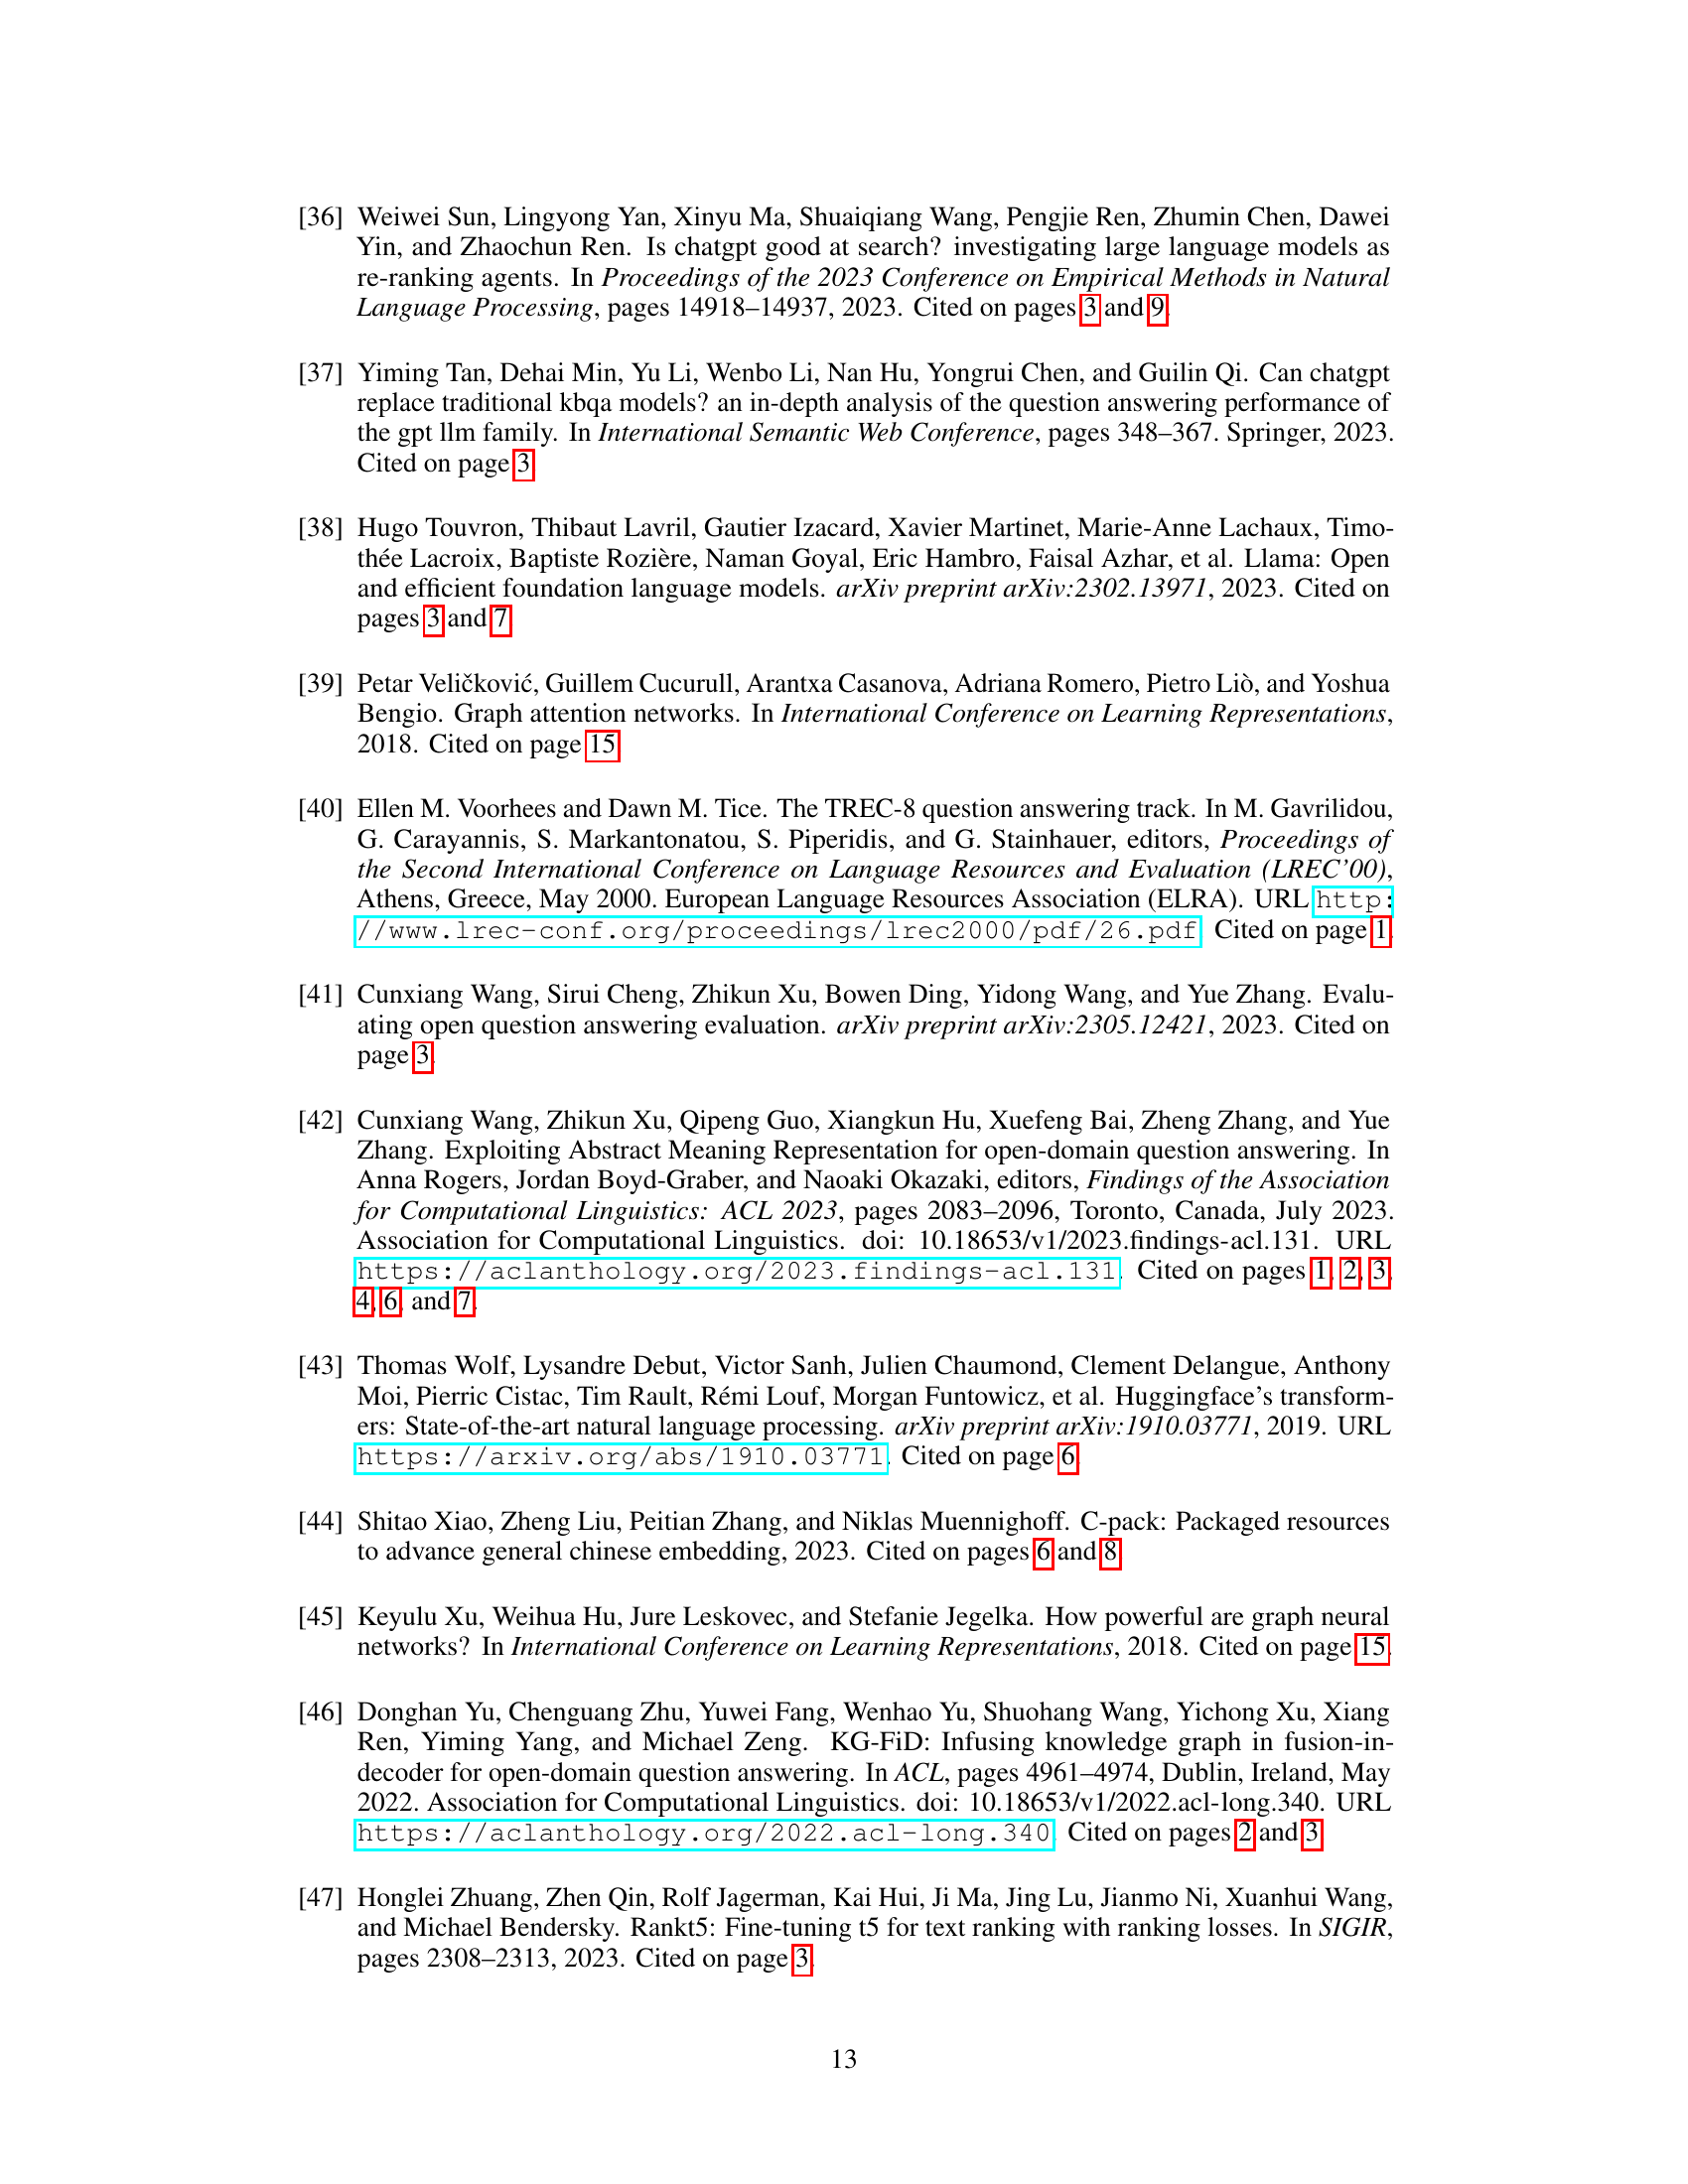 [36] Weiwei Sun, Lingyong Yan, Xinyu Ma, Shuaiqiang Wang, Pengjie Ren, Zhumin Chen, Dawei
Yin, and Zhaochun Ren. Is chatgpt good at search? investigating large language models as
re-ranking agents. In Proceedings of the 2023 Conference on Empirical Methods in Natural
Language Processing, pages 14918–14937, 2023. Cited on pages 3 and 9.
[37] Yiming Tan, Dehai Min, Yu Li, Wenbo Li, Nan Hu, Yongrui Chen, and Guilin Qi. Can chatgpt
replace traditional kbqa models? an in-depth analysis of the question answering performance of
the gpt llm family. In International Semantic Web Conference, pages 348–367. Springer, 2023.
Cited on page 3.
[38] Hugo Touvron, Thibaut Lavril, Gautier Izacard, Xavier Martinet, Marie-Anne Lachaux, Timo-
thée Lacroix, Baptiste Rozière, Naman Goyal, Eric Hambro, Faisal Azhar, et al. Llama: Open
and efficient foundation language models. arXiv preprint arXiv:2302.13971, 2023. Cited on
pages 3 and 7.
[39] Petar Veličković, Guillem Cucurull, Arantxa Casanova, Adriana Romero, Pietro Liò, and Yoshua
Bengio. Graph attention networks. In International Conference on Learning Representations,
2018. Cited on page 15.
[40] Ellen M. Voorhees and Dawn M. Tice. The TREC-8 question answering track. In M. Gavrilidou,
G. Carayannis, S. Markantonatou, S. Piperidis, and G. Stainhauer, editors, Proceedings of
the Second International Conference on Language Resources and Evaluation (LREC'00),
Athens, Greece, May 2000. European Language Resources Association (ELRA). URL http:
//www.lrec-conf.org/proceedings/lrec2000/pdf/26.pdf. Cited on page 1.
[41] Cunxiang Wang, Sirui Cheng, Zhikun Xu, Bowen Ding, Yidong Wang, and Yue Zhang. Evalu-
ating open question answering evaluation. arXiv preprint arXiv:2305.12421, 2023. Cited on
page 3.
[42] Cunxiang Wang, Zhikun Xu, Qipeng Guo, Xiangkun Hu, Xuefeng Bai, Zheng Zhang, and Yue
Zhang. Exploiting Abstract Meaning Representation for open-domain question answering. In
Anna Rogers, Jordan Boyd-Graber, and Naoaki Okazaki, editors, Findings of the Association
for Computational Linguistics: ACL 2023, pages 2083–2096, Toronto, Canada, July 2023.
Association for Computational Linguistics. doi: 10.18653/v1/2023.findings-acl.131. URL
https://aclanthology.org/2023.findings-acl.131. Cited on pages 1, 2, 3,
4, 6, and 7.
[43] Thomas Wolf, Lysandre Debut, Victor Sanh, Julien Chaumond, Clement Delangue, Anthony
Moi, Pierric Cistac, Tim Rault, Rémi Louf, Morgan Funtowicz, et al. Huggingface's transform-
ers: State-of-the-art natural language processing. arXiv preprint arXiv:1910.03771, 2019. URL
https://arxiv.org/abs/1910.03771. Cited on page 6.
[44] Shitao Xiao, Zheng Liu, Peitian Zhang, and Niklas Muennighoff. C-pack: Packaged resources
to advance general chinese embedding, 2023. Cited on pages 6 and 8.
[45] Keyulu Xu, Weihua Hu, Jure Leskovec, and Stefanie Jegelka. How powerful are graph neural
networks? In International Conference on Learning Representations, 2018. Cited on page 15.
[46] Donghan Yu, Chenguang Zhu, Yuwei Fang, Wenhao Yu, Shuohang Wang, Yichong Xu, Xiang
Ren, Yiming Yang, and Michael Zeng. KG-FiD: Infusing knowledge graph in fusion-in-
decoder for open-domain question answering. In ACL, pages 4961–4974, Dublin, Ireland, May
2022. Association for Computational Linguistics. doi: 10.18653/v1/2022.acl-long.340. URL
https://aclanthology.org/2022.acl-long.340. Cited on pages 2 and 3.
[47] Honglei Zhuang, Zhen Qin, Rolf Jagerman, Kai Hui, Ji Ma, Jing Lu, Jianmo Ni, Xuanhui Wang,
and Michael Bendersky. Rankt5: Fine-tuning t5 for text ranking with ranking losses. In SIGIR,
pages 2308–2313, 2023. Cited on page 3.
13